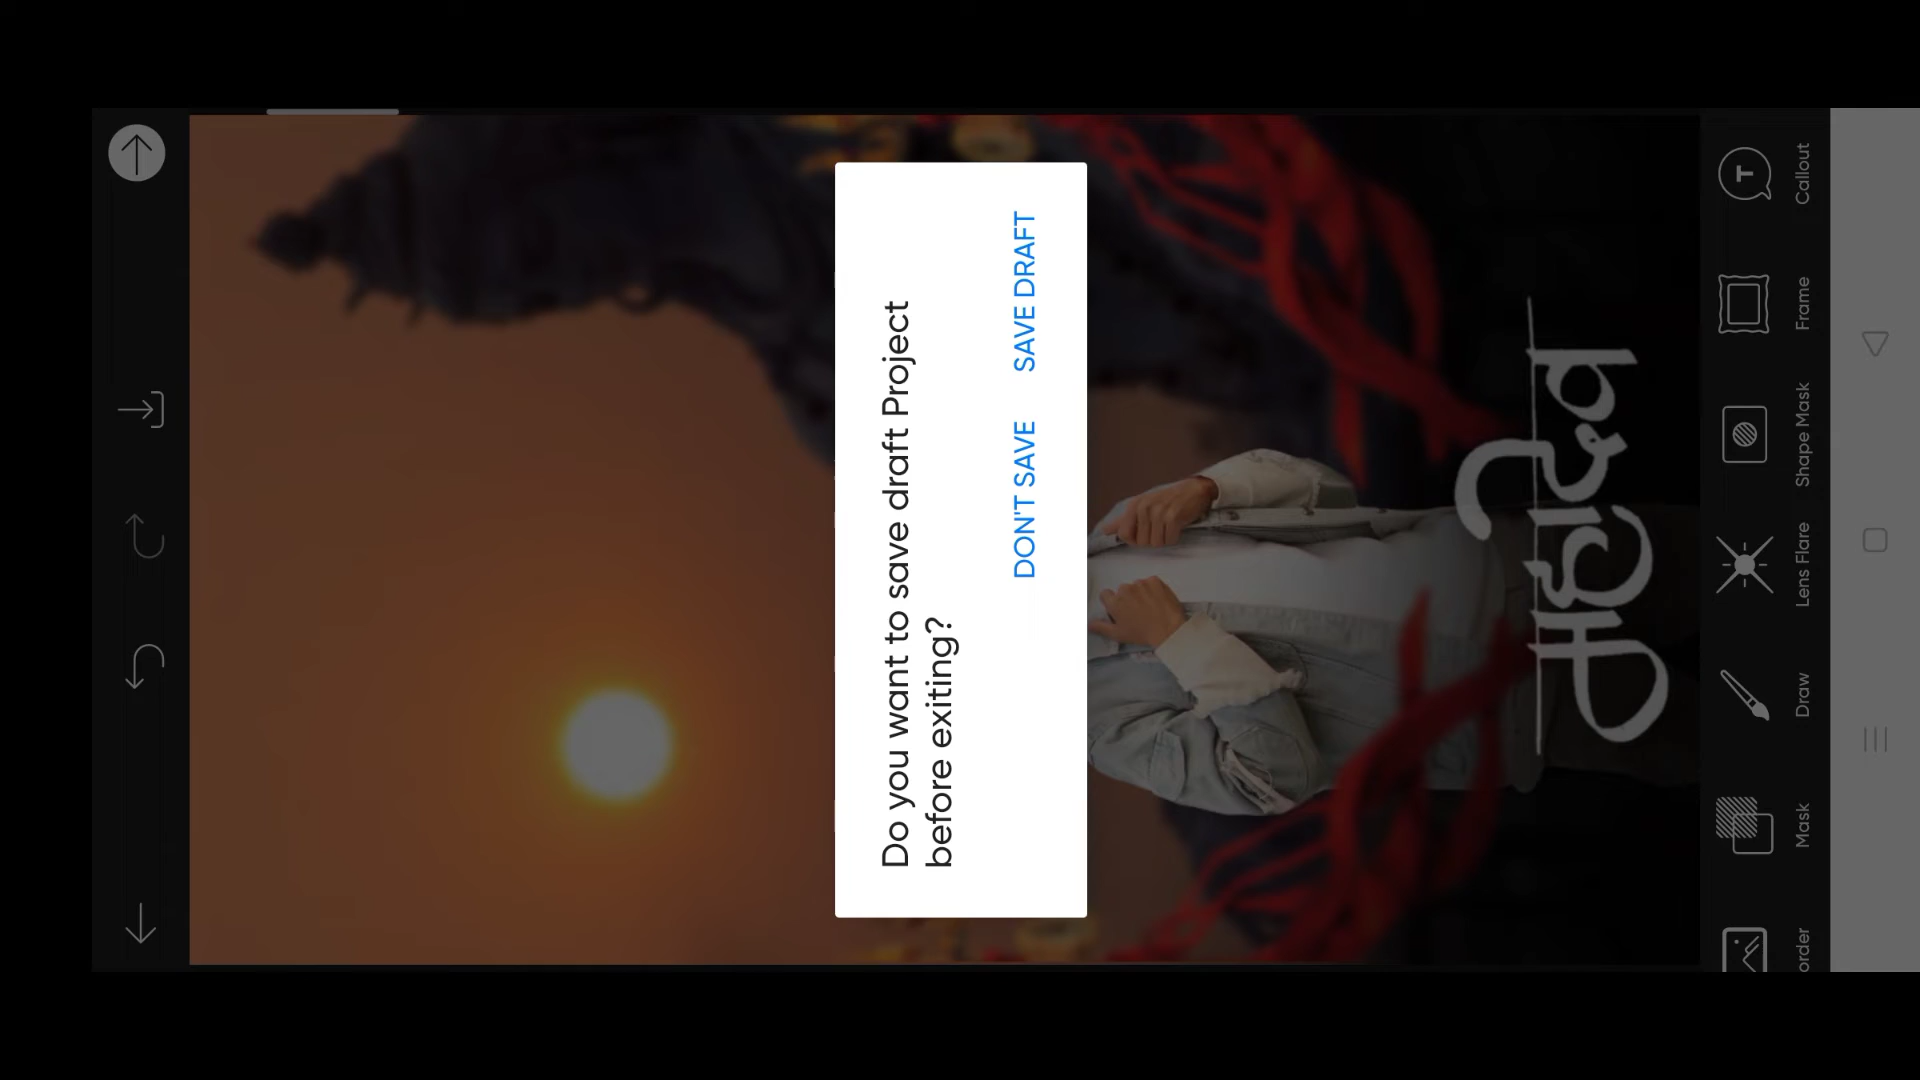 Do you want to save draft Project
before exiting?
DON'T SAVE SAVE DRAFT
महादेव
order
Mask
Draw
Lens Flare
Shape Mask
Frame
Callout